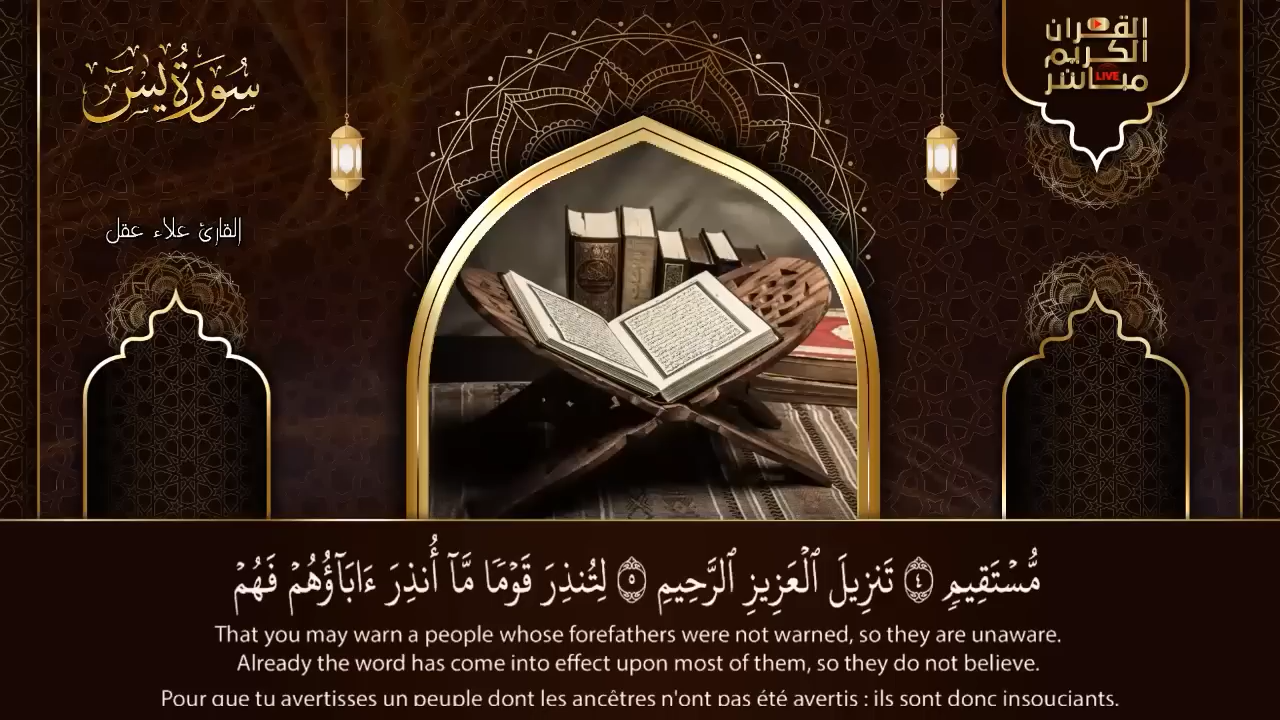 سُورَةُ يسٓ
القارئ علاء عقل
القرآن
الكريم
مباشر
LIVE
مُّسۡتَقِيمٖ ٤ تَنزِيلَ ٱلۡعَزِيزِ ٱلرَّحِيمِ ٥ لِتُنذِرَ قَوۡمٗا مَّآ أُنذِرَ ءَابَآؤُهُمۡ فَهُمۡ
That you may warn a people whose forefathers were not warned, so they are unaware.
Already the word has come into effect upon most of them, so they do not believe.
Pour que tu avertisses un peuple dont les ancêtres n'ont pas été avertis : ils sont donc insouciants.